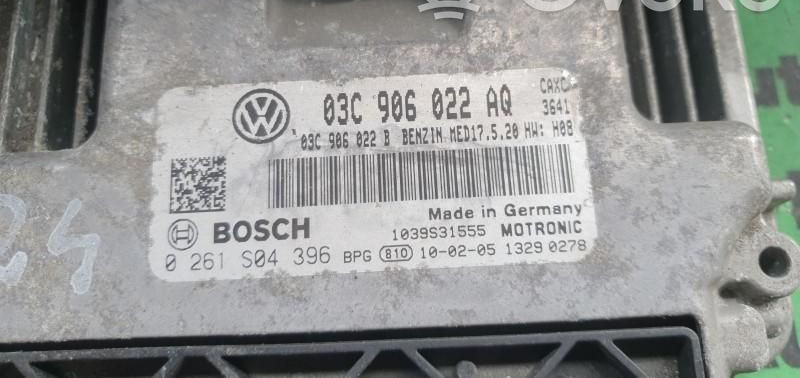 03C 906 022 AQ
CAXC
3641
03C 906 022 B BENZIN MED17.5.20 HW: H08
Made in Germany
BOSCH
1039S31555 MOTRONIC
0 261 S04 396 BPG 810 10-02-05 1329 0278
24